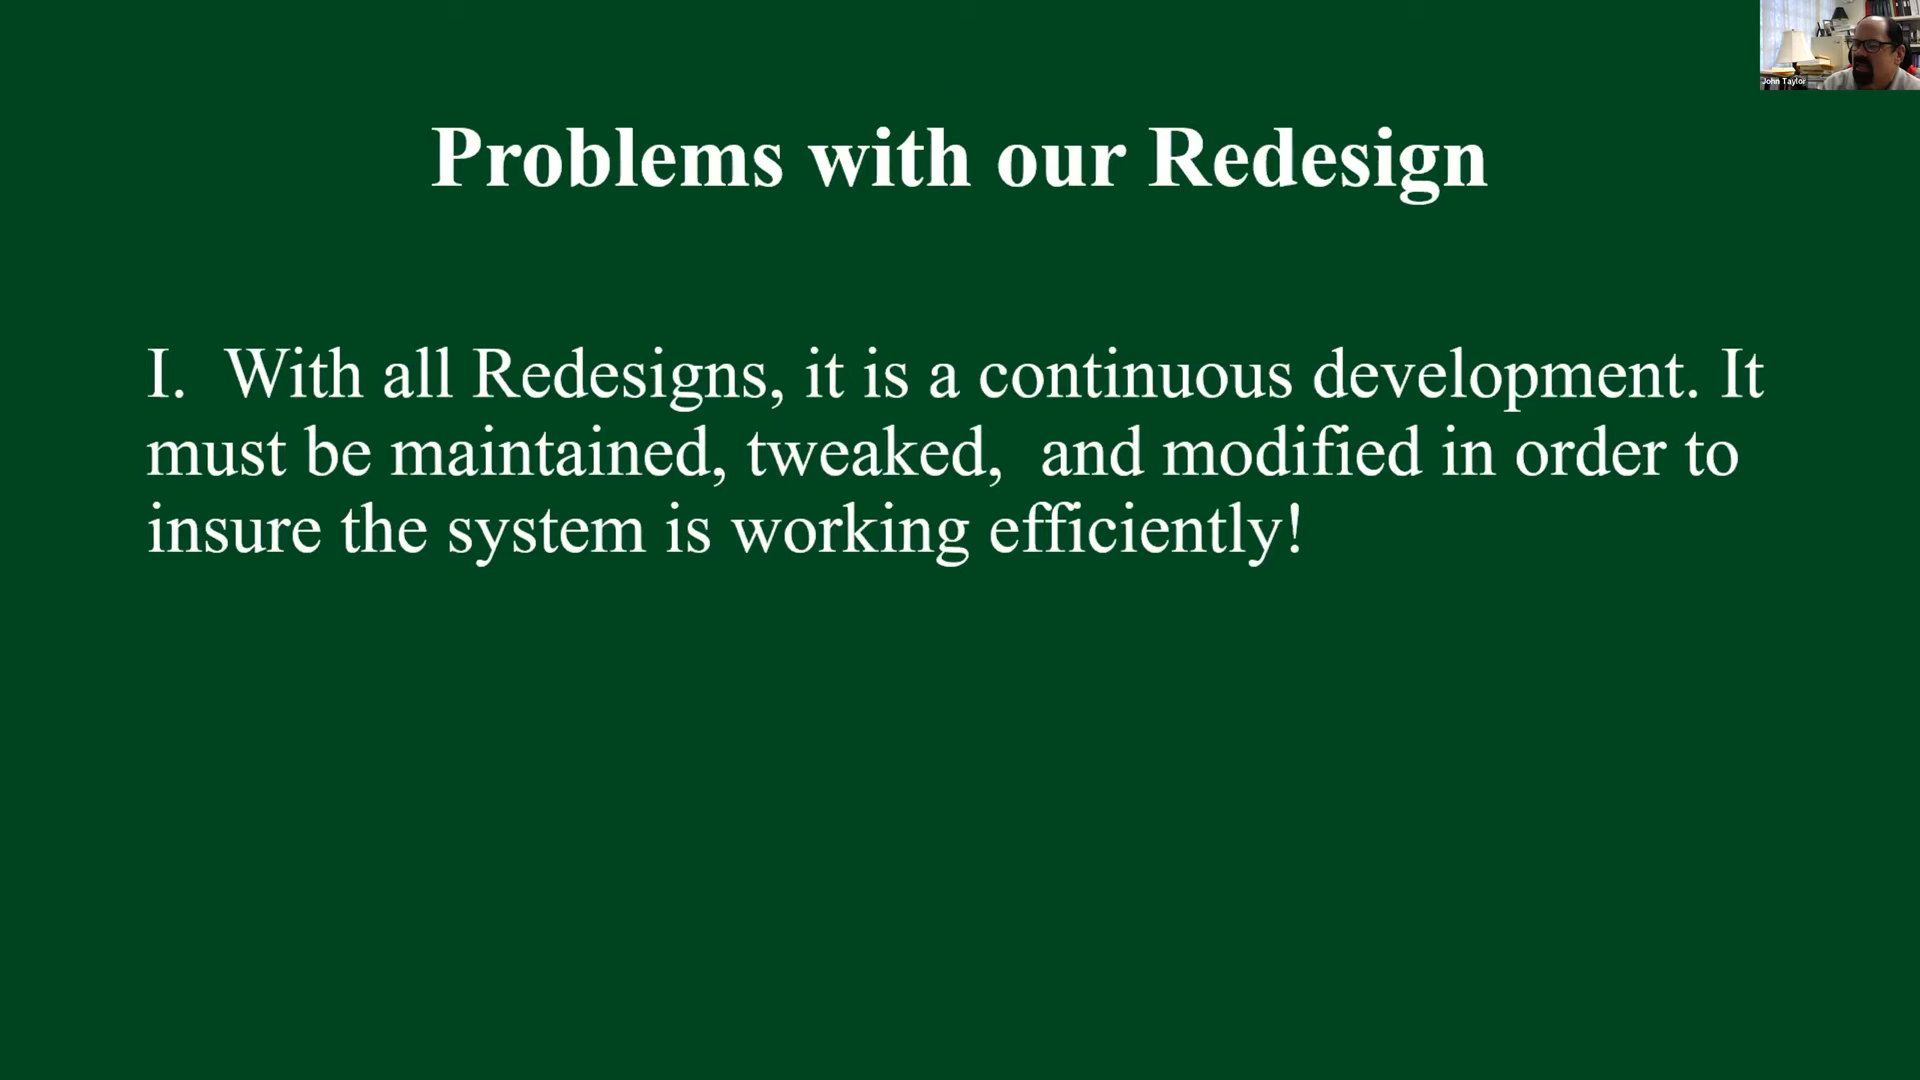 John Taylor
Problems with our Redesign
I. With all Redesigns, it is a continuous development. It
must be maintained, tweaked, and modified in order to
insure the system is working efficiently!